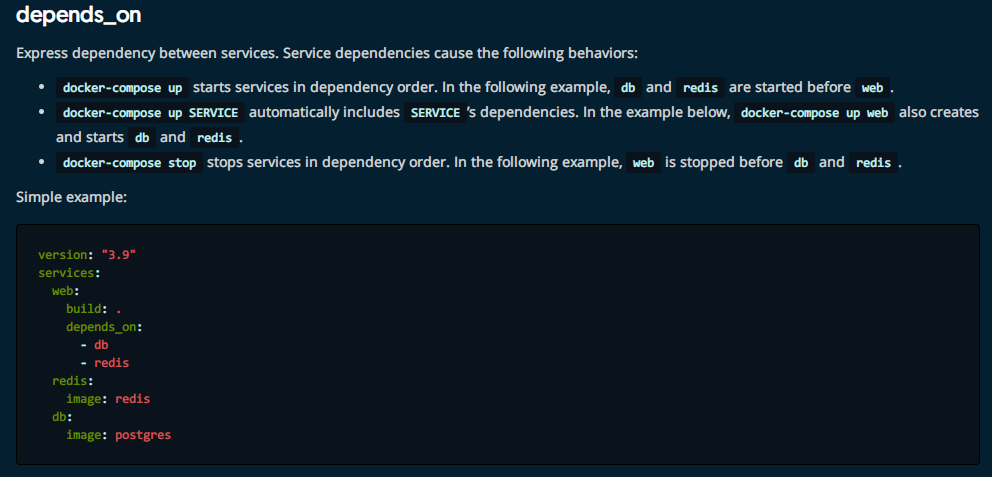 depends_on
Express dependency between services. Service dependencies cause the following behaviors:
• docker-compose up starts services in dependency order. In the following example, db and redis are started before web .
• docker-compose up SERVICE automatically includes SERVICE 's dependencies. In the example below, docker-compose up web also creates
and starts db and redis .
• docker-compose stop stops services in dependency order. In the following example, web is stopped before db and redis .
Simple example:
version: "3.9"
services:
  web:
    build: .
    depends_on:
      - db
      - redis
  redis:
    image: redis
  db:
    image: postgres